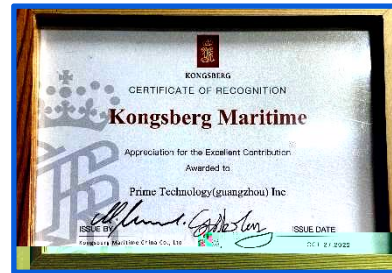 KONGSBERG
CERTIFICATE OF RECOGNITION
Kongsberg Maritime
Appreciation for the Excellent Contribution
Awarded to
Prime Technology(guangzhou) Inc
ISSUE BY
ISSUE DATE
Kongsberg Maritime China Co., Ltd
OCT 27 2022